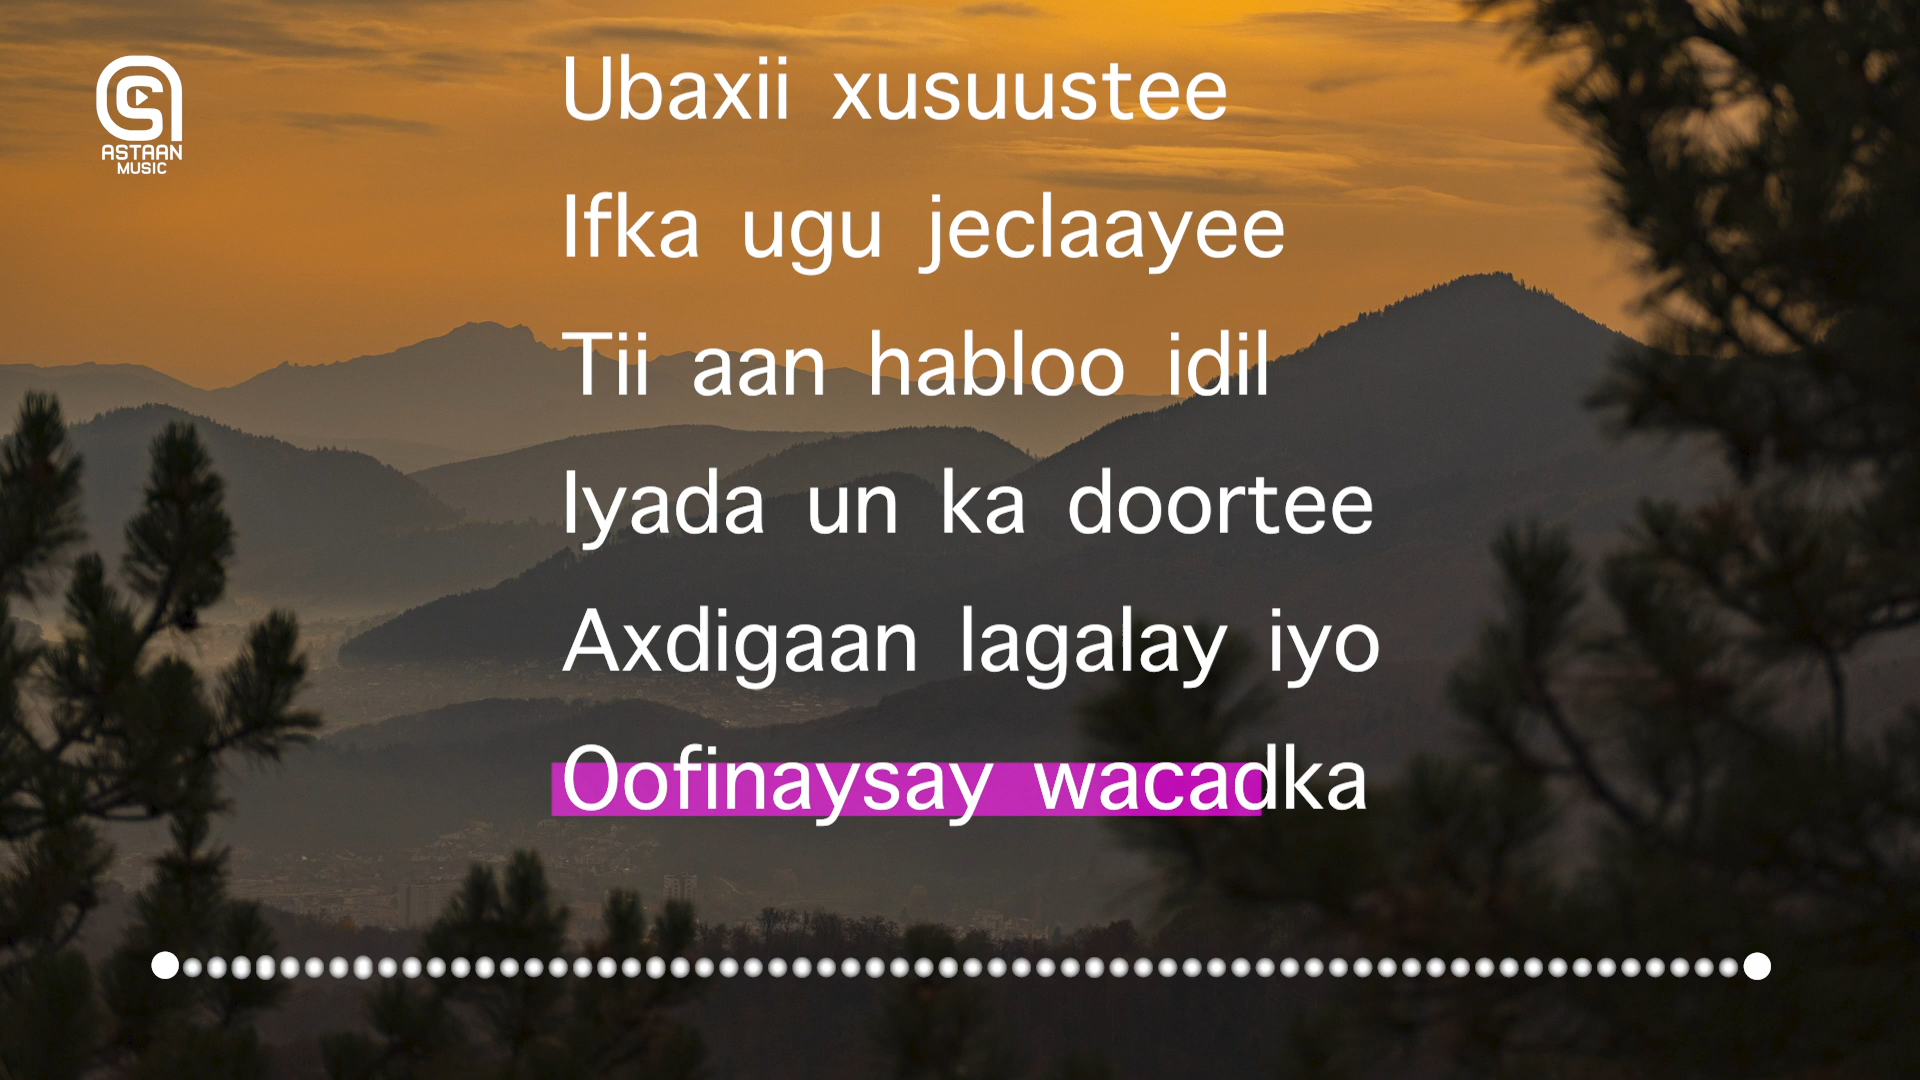 ASTAAN
MUSIC
Ubaxii xusuustee
Ifka ugu jeclaayee
Tii aan habloo idil
Iyada un ka doortee
Axdigaan lagalay iyo
Oofinaysay wacadka